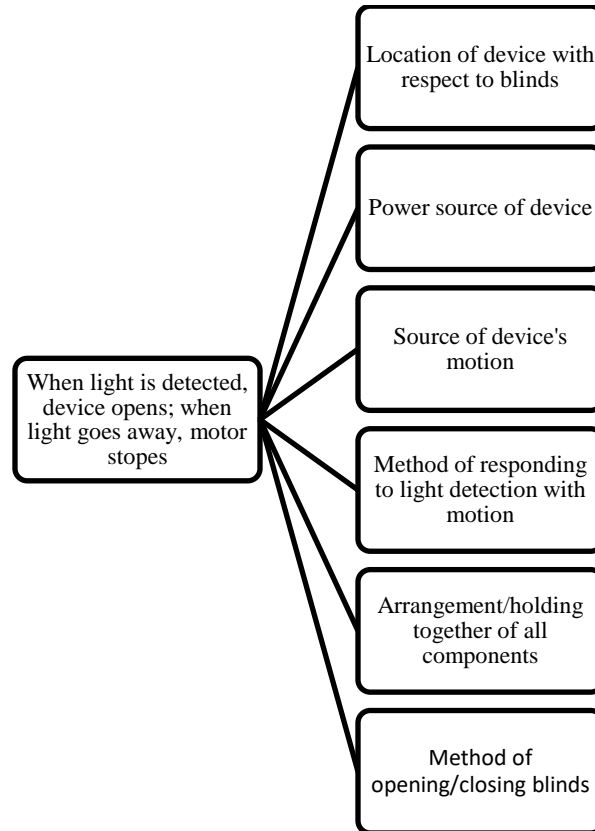 Location of device with
respect to blinds
Power source of device
Source of device's
motion
When light is detected,
device opens; when
light goes away, motor
stopes
Method of responding
to light detection with
motion
Arrangement/holding
together of all
components
Method of
opening/closing blinds